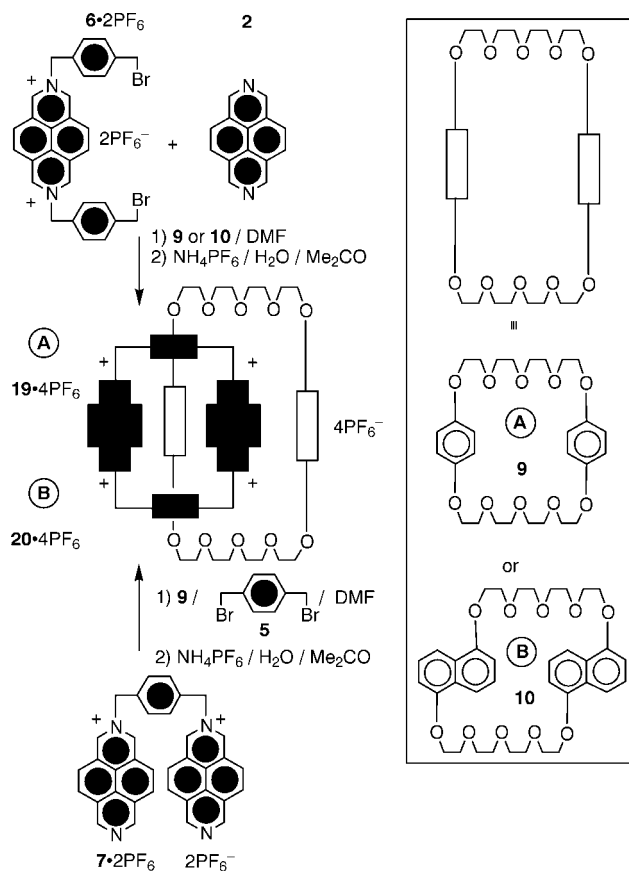 6•2PF6
2
Br
N
+
N
2PF6⁻
+
N
+
N
Br
1) 9 or 10 / DMF
2) NH4PF6 / H2O / Me2CO
O O O O O
A
+ +
19•4PF6
4PF6⁻
B
+ +
20•4PF6
O O O O O
1) 9 /
Br Br
/ DMF
5
2) NH4PF6 / H2O / Me2CO
+ +
N N
N N
7•2PF6 2PF6⁻
O O O O O
O O O O O
≡
O O O O O
A
9
O O O O O
or
O O O O O
B
10
O O O O O